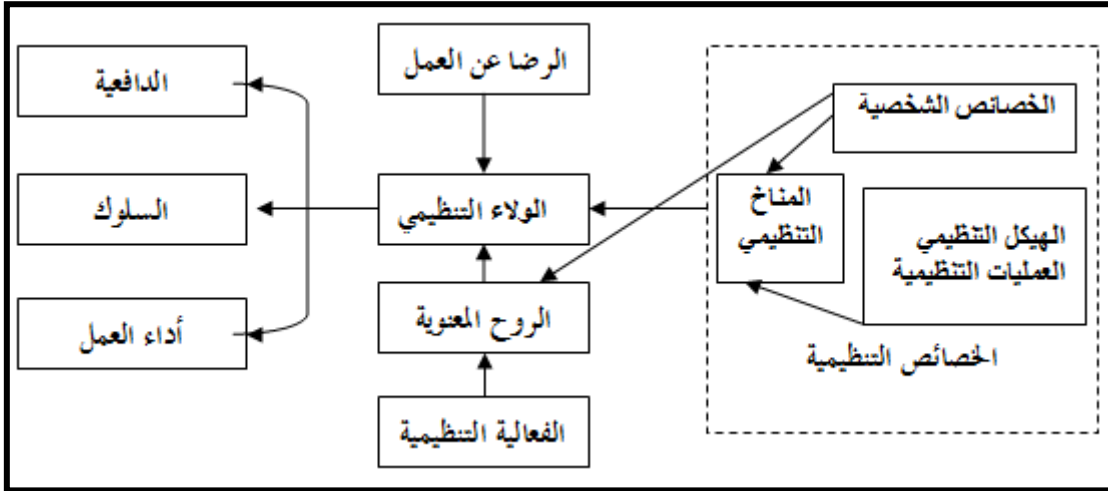 الخصائص الشخصية
المناخ
التنظيمي
الهيكل التنظيمي
العمليات التنظيمية
الخصائص التنظيمية
الرضا عن العمل
الولاء التنظيمي
الروح المعنوية
الفعالية التنظيمية
الدافعية
السلوك
أداء العمل